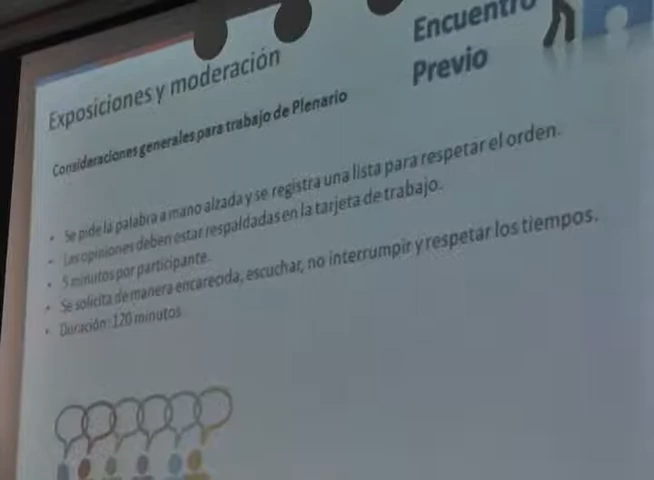 Encuentro
Previo
Exposiciones y moderación
Consideraciones generales para trabajo de Plenario
• Se pide la palabra a mano alzada y se registra una lista para respetar el orden.
• Las opiniones deben estar respaldadas en la tarjeta de trabajo.
• 5 minutos por participante.
• Se solicita de manera encarecida, escuchar, no interrumpir y respetar los tiempos.
• Duración: 120 minutos